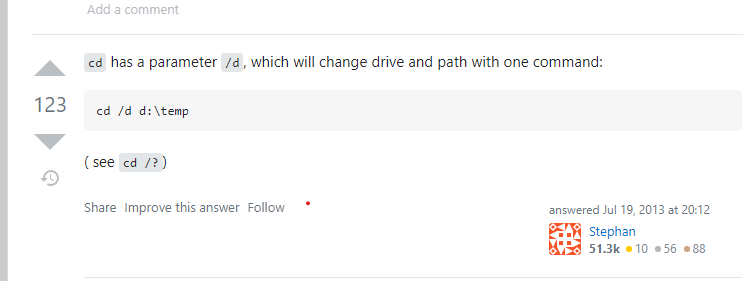 Add a comment
cd has a parameter /d, which will change drive and path with one command:
123
cd /d d:\temp
( see cd /?)
Share Improve this answer Follow
answered Jul 19, 2013 at 20:12
Stephan
51.3k 10 56 88